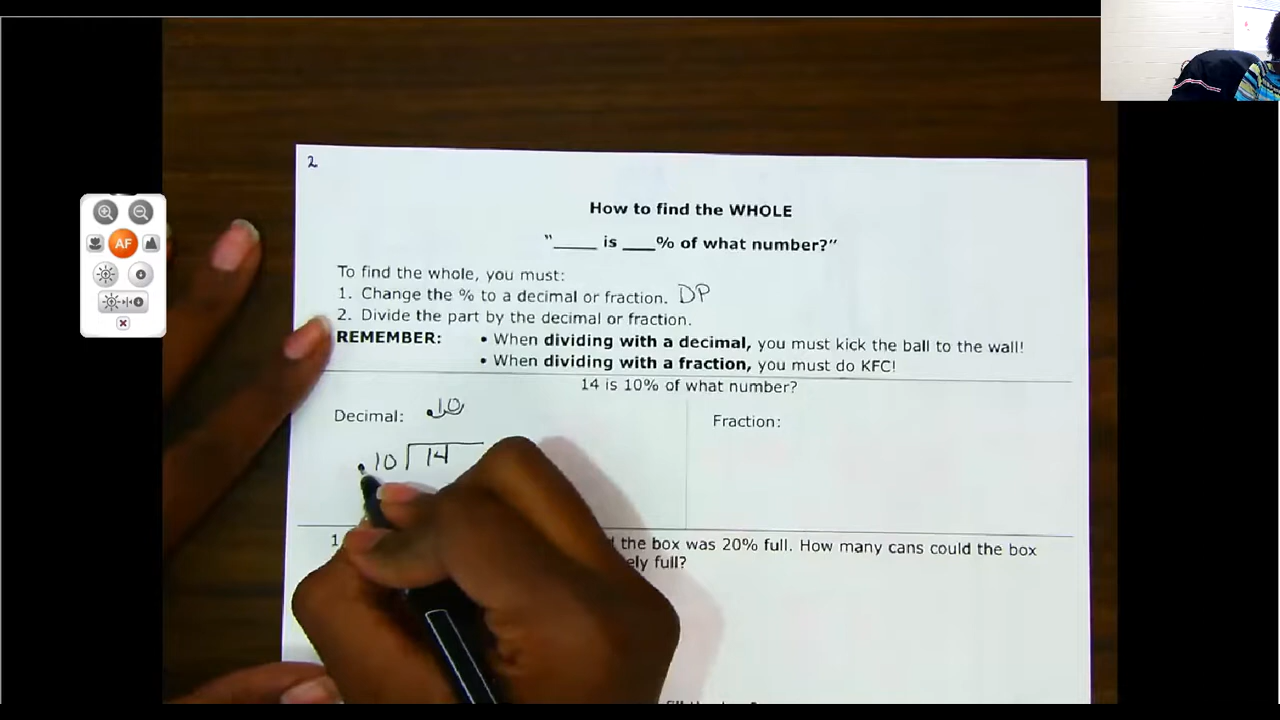 2
How to find the WHOLE
"____ is ___% of what number?"
To find the whole, you must:
1. Change the % to a decimal or fraction. DP
2. Divide the part by the decimal or fraction.
REMEMBER: • When dividing with a decimal, you must kick the ball to the wall!
• When dividing with a fraction, you must do KFC!
14 is 10% of what number?
Decimal: .10
Fraction:
.10 14
AF
1
the box was 20% full. How many cans could the box
ely full?